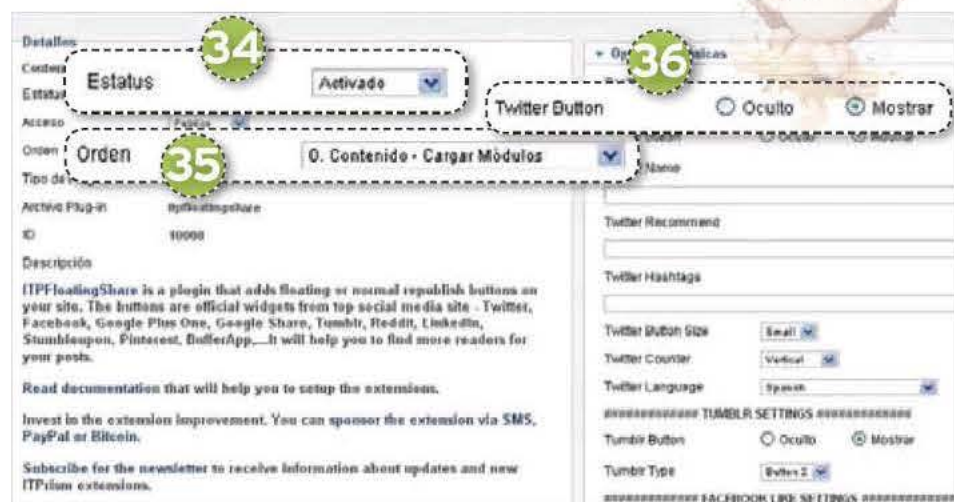 Detalles
34
Estatus Activado
Acceso
35
Orden 0. Contenido - Cargar Mòdulos
Tipo de
Archivo Plug-in itpfloatingshare
ID 10000
Descripción
ITPFloatingShare is a plugin that adds floating or normal republish buttons on
your site. The buttons are official widgets from top social media site - Twitter,
Facebook, Google Plus One, Google Share, Tumblr, Reddit, LinkedIn,
Stumbleupon, Pinterest, BufferApp,...It will help you to find more readers for
your posts.
Read documentation that will help you to setup the extensions.
Invest in the extension improvement. You can sponsor the extension via SMS,
PayPal or Bitcoin.
Subscribe for the newsletter to receive information about updates and new
ITPrism extensions.
36
Twitter Button Oculto Mostrar
Name
Twitter Recommend
Twitter Hashtags
Twitter Button Size Small
Twitter Counter Vertical
Twitter Language Spanish
############# TUMBLR SETTINGS #############
Tumblr Button Oculto Mostrar
Tumblr Type Button 2
############# FACEBOOK LIKE SETTINGS #############